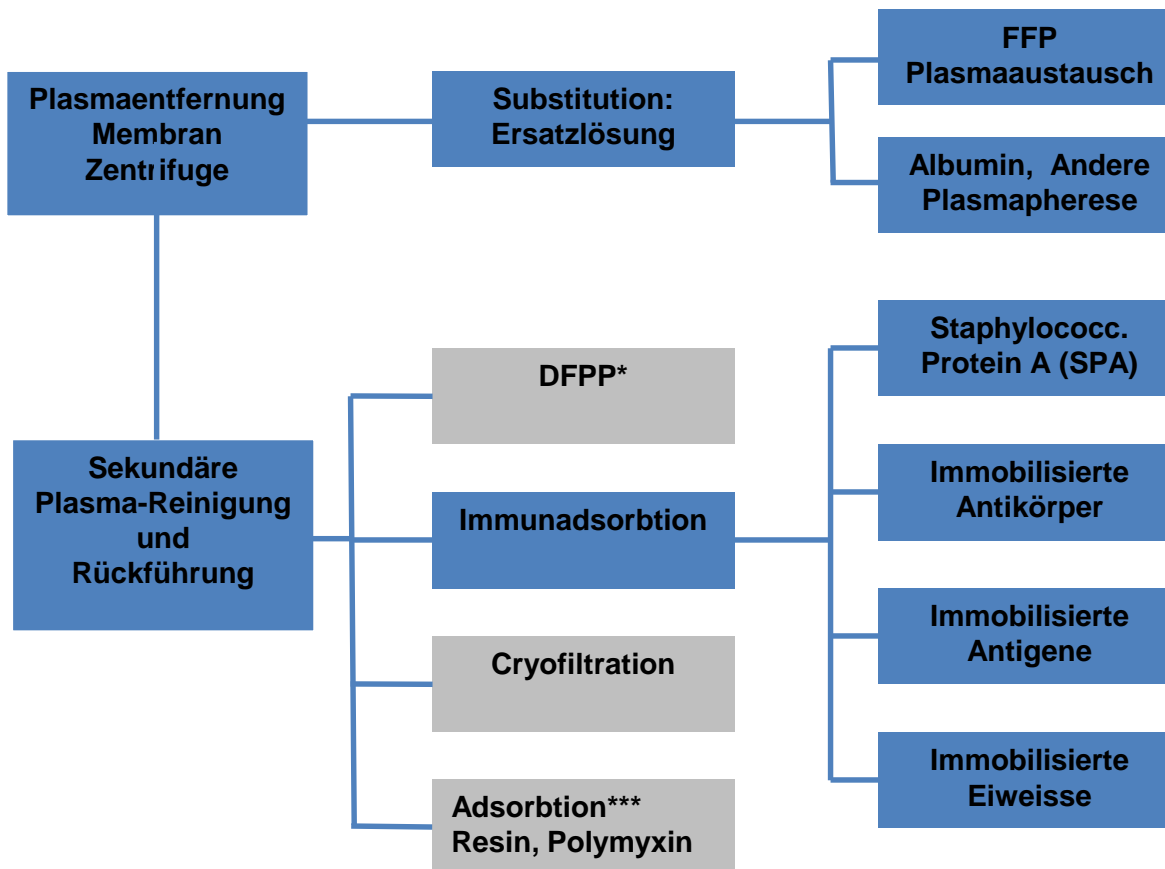 Plasmaentfernung
Membran
Zentrifuge
Substitution:
Ersatzlösung
FFP
Plasmaaustausch
Albumin, Andere
Plasmapherese
Sekundäre
Plasma-Reinigung
und
Rückführung
DFPP*
Immunadsorbtion
Cryofiltration
Adsorbtion***
Resin, Polymyxin
Staphylococc.
Protein A (SPA)
Immobilisierte
Antikörper
Immobilisierte
Antigene
Immobilisierte
Eiweisse